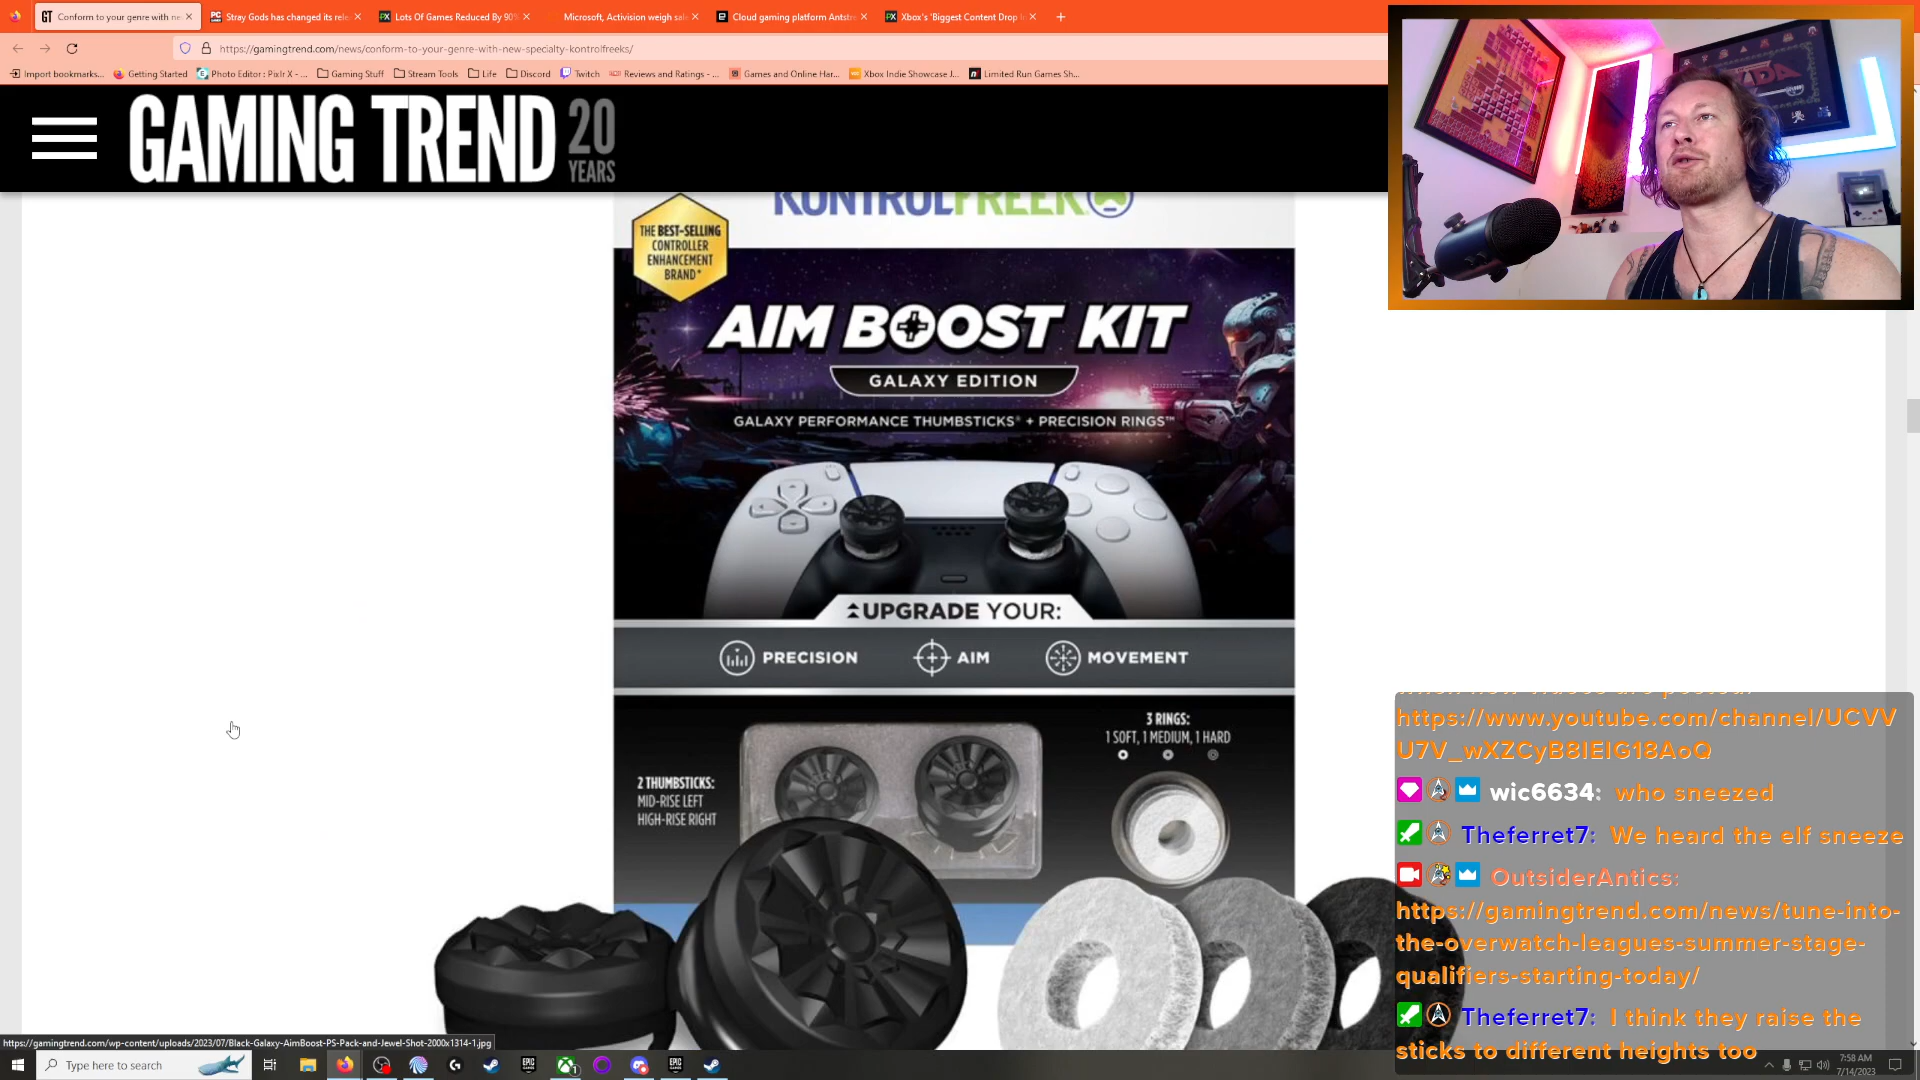 Conform to your genre with ne
Stray Gods has changed its rele
Lots Of Games Reduced By 90%
Microsoft, Activision weigh sale
Cloud gaming platform Antstre
Xbox's 'Biggest Content Drop
https://gamingtrend.com/news/conform-to-your-genre-with-new-specialty-kontrolfreeks/
Import bookmarks...
Getting Started
Photo Editor : Pixlr X - ...
Gaming Stuff
Stream Tools
Life
Discord
Twitch
Reviews and Ratings - ...
Games and Online Har...
Xbox Indie Showcase J...
Limited Run Games Sh...
GAMING TREND 20 YEARS
KONTROLFREEK
THE BEST-SELLING
CONTROLLER
ENHANCEMENT
BRAND*
AIM BOOST KIT
GALAXY EDITION
GALAXY PERFORMANCE THUMBSTICKS® + PRECISION RINGS™
UPGRADE YOUR:
PRECISION
AIM
MOVEMENT
3 RINGS:
1 SOFT, 1 MEDIUM, 1 HARD
2 THUMBSTICKS:
MID-RISE LEFT
HIGH-RISE RIGHT
https://www.youtube.com/channel/UCVV
U7V_wXZCyB8IEIG18AoQ
wic6634: who sneezed
Theferret7: We heard the elf sneeze
OutsiderAntics:
https://gamingtrend.com/news/tune-into-
the-overwatch-leagues-summer-stage-
qualifiers-starting-today/
Theferret7: I think they raise the
sticks to different heights too
https://gamingtrend.com/wp-content/uploads/2023/07/Black-Galaxy-AimBoost-PS-Pack-and-Jewel-Shot-2000x1314-1.jpg
Type here to search
7:58 AM
7/14/2023